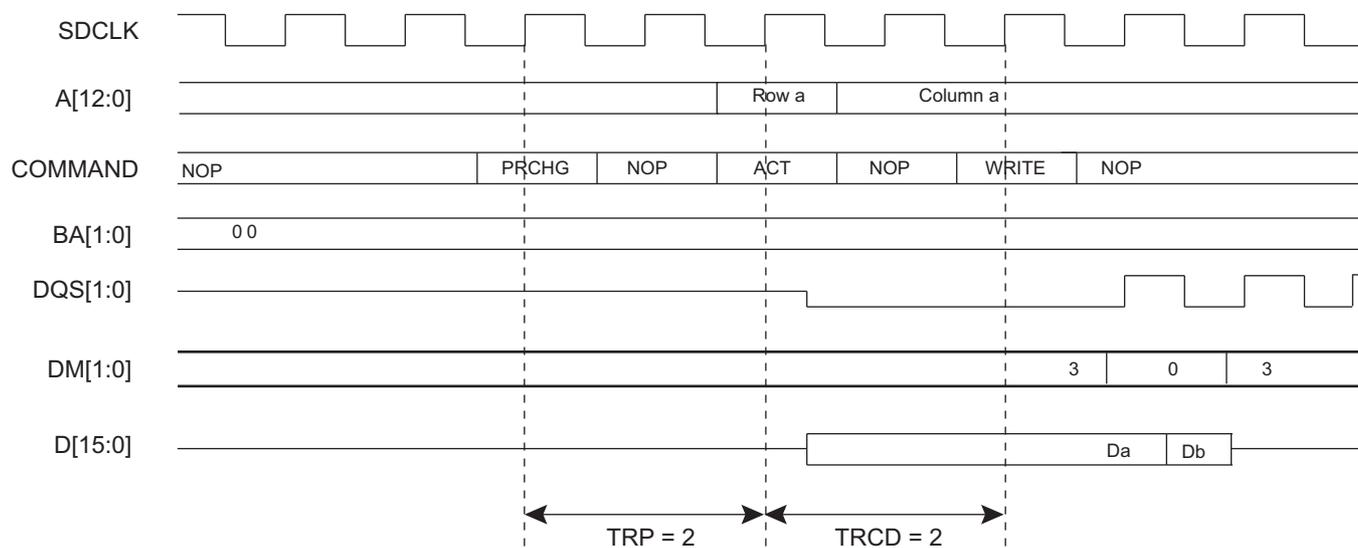 SDCLK
A[12:0] Row a Column a
COMMAND NOP PRCHG NOP ACT NOP WRITE NOP
BA[1:0] 0 0
DQS[1:0]
DM[1:0] 3 0 3
D[15:0] Da Db
TRP = 2 TRCD = 2